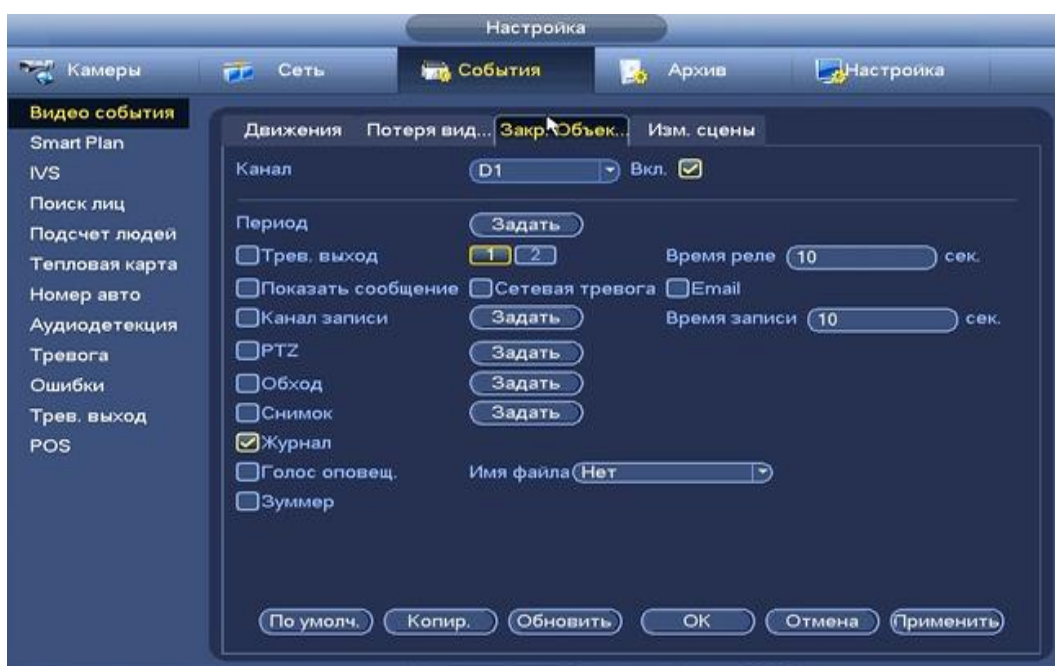 Настройка
Камеры Сеть События Архив Настройка
Видео события
Smart Plan
IVS
Поиск лиц
Подсчет людей
Тепловая карта
Номер авто
Аудиодетекция
Тревога
Ошибки
Трев. выход
POS
Движения Потеря вид... Закр. Объек... Изм. сцены
Канал D1 Вкл.
Период Задать
Трев. выход 1 2 Время реле 10 сек.
Показать сообщение Сетевая тревога Email
Канал записи Задать Время записи 10 сек.
PTZ Задать
Обход Задать
Снимок Задать
Журнал
Голос оповещ. Имя файла Нет
Зуммер
По умолч. Копир. Обновить OK Отмена Применить